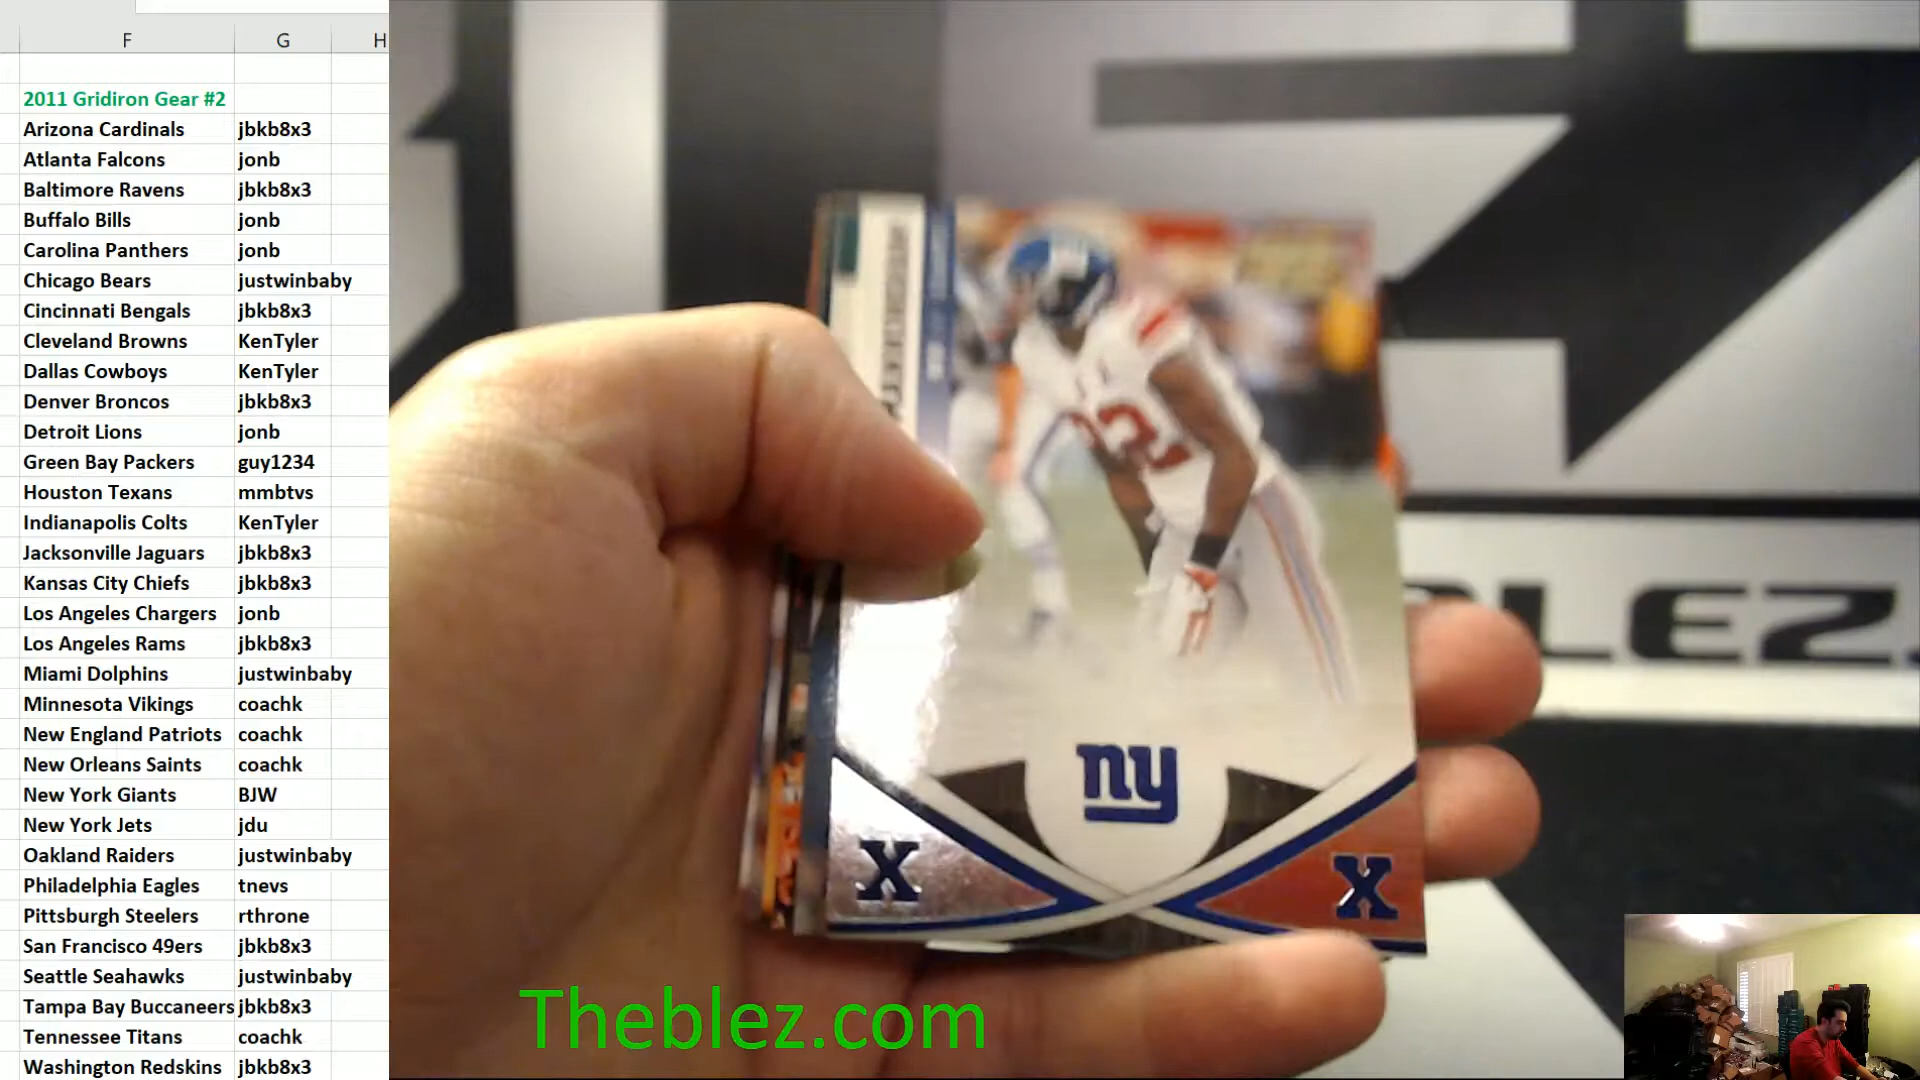 F G H
2011 Gridiron Gear #2
Arizona Cardinals jbkb8x3
Atlanta Falcons jonb
Baltimore Ravens jbkb8x3
Buffalo Bills jonb
Carolina Panthers jonb
Chicago Bears justwinbaby
Cincinnati Bengals jbkb8x3
Cleveland Browns KenTyler
Dallas Cowboys KenTyler
Denver Broncos jbkb8x3
Detroit Lions jonb
Green Bay Packers guy1234
Houston Texans mmbtvs
Indianapolis Colts KenTyler
Jacksonville Jaguars jbkb8x3
Kansas City Chiefs jbkb8x3
Los Angeles Chargers jonb
Los Angeles Rams jbkb8x3
Miami Dolphins justwinbaby
Minnesota Vikings coachk
New England Patriots coachk
New Orleans Saints coachk
New York Giants BJW
New York Jets jdu
Oakland Raiders justwinbaby
Philadelphia Eagles tnevs
Pittsburgh Steelers rthrone
San Francisco 49ers jbkb8x3
Seattle Seahawks justwinbaby
Tampa Bay Buccaneers jbkb8x3
Tennessee Titans coachk
Washington Redskins jbkb8x3
ny
X X
LEZ
Theblez.com